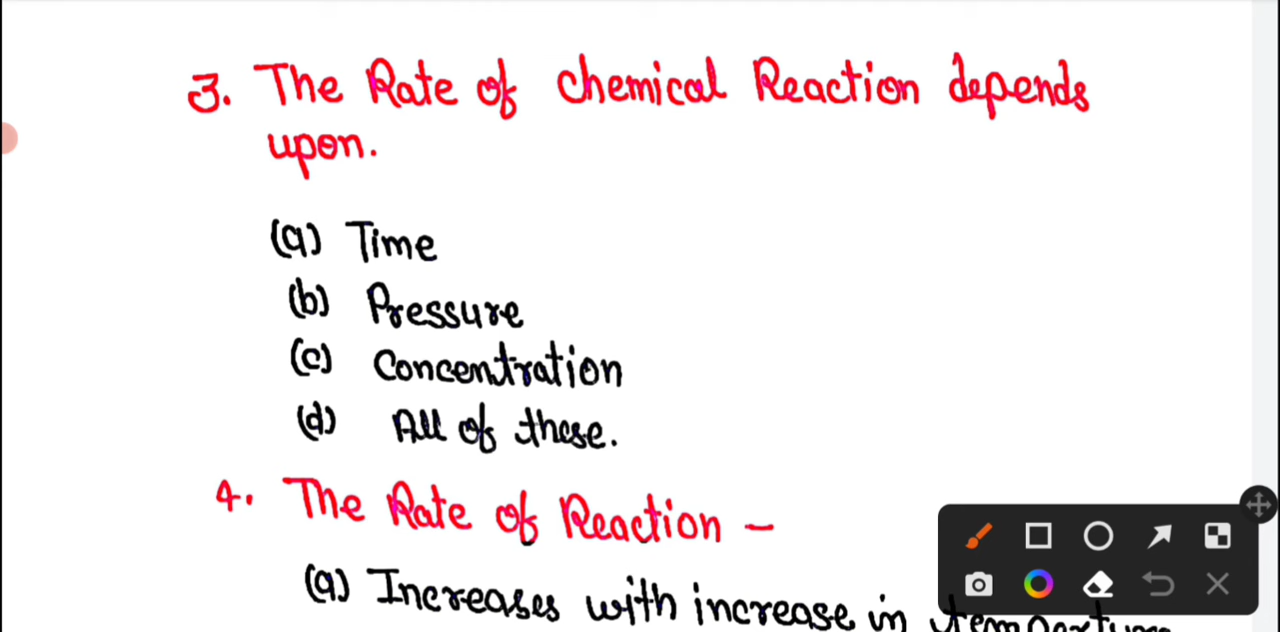 3. The Rate of chemical Reaction depends
upon.
(a) Time
(b) Pressure
(c) Concentration
(d) All of these.
4. The Rate of Reaction –
(a) Increases with increase in